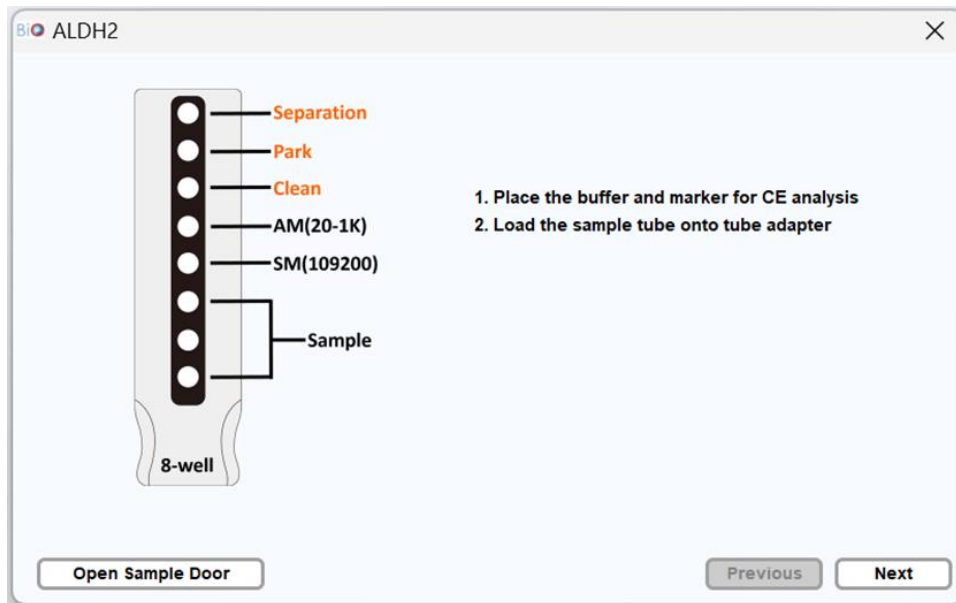 BiO ALDH2
Separation
Park
Clean
AM(20-1K)
SM(109200)
Sample
8-well
1. Place the buffer and marker for CE analysis
2. Load the sample tube onto tube adapter
Open Sample Door
Previous
Next